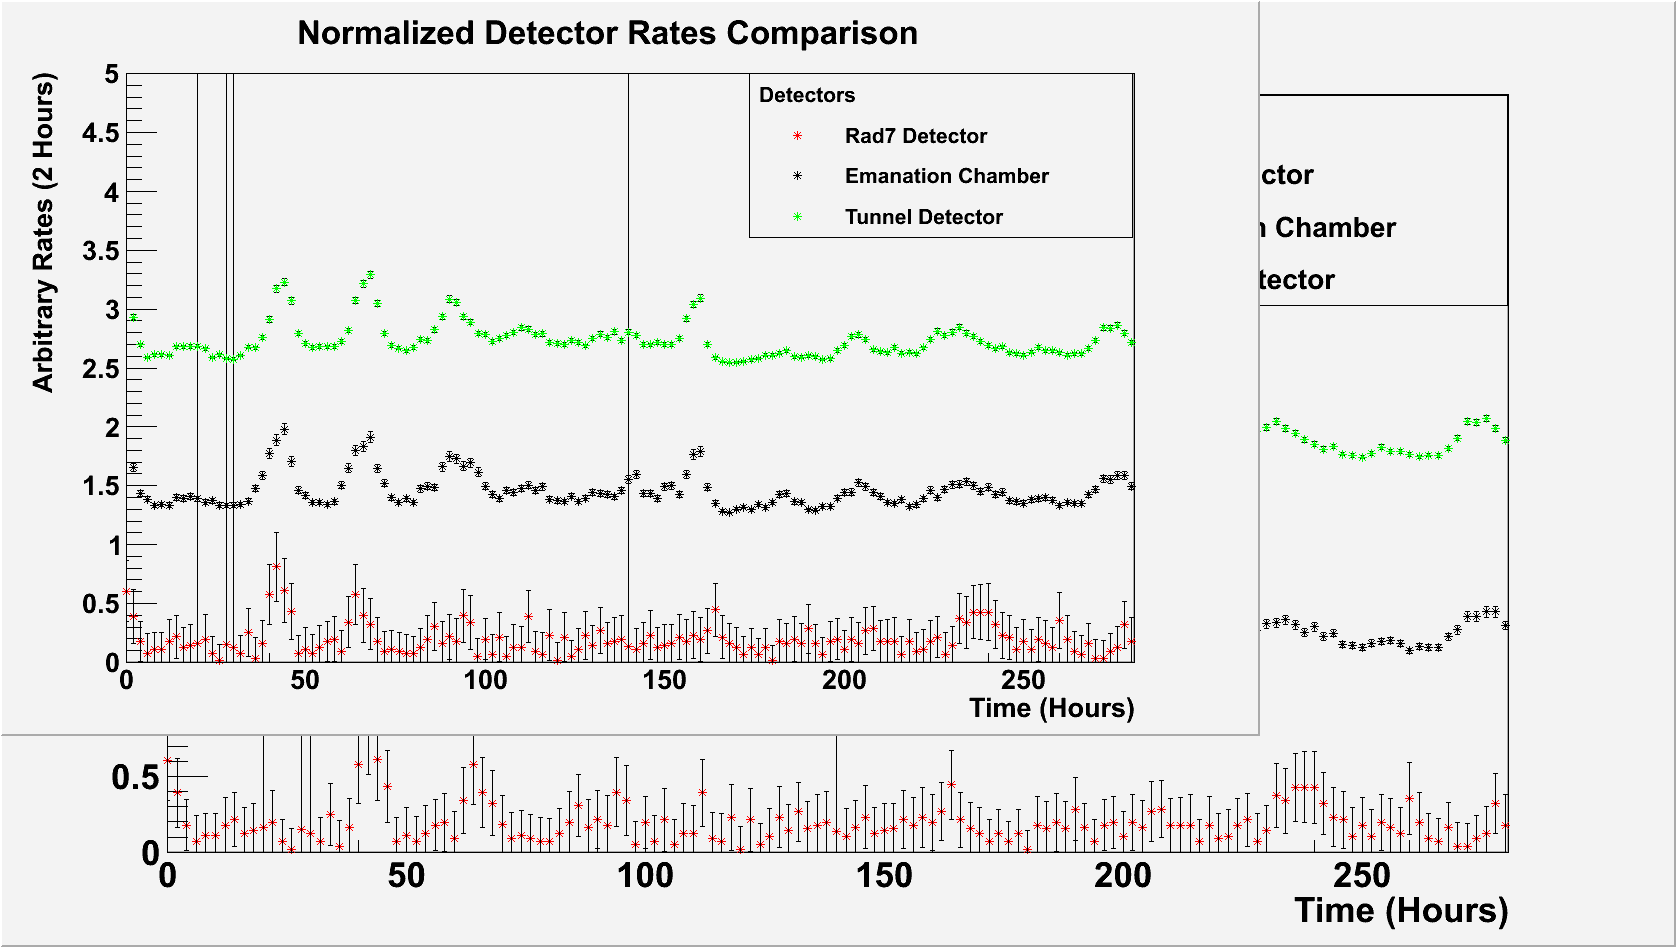 Normalized Detector Rates Comparison
Arbitrary Rates (2 Hours)
5
4.5
4
3.5
3
2.5
2
1.5
1
0.5
0
Detectors
Rad7 Detector
Emanation Chamber
Tunnel Detector
0 50 100 150 200 250
Time (Hours)
ctor
n Chamber
tector
0.5
0
0 50 100 150 200 250
Time (Hours)